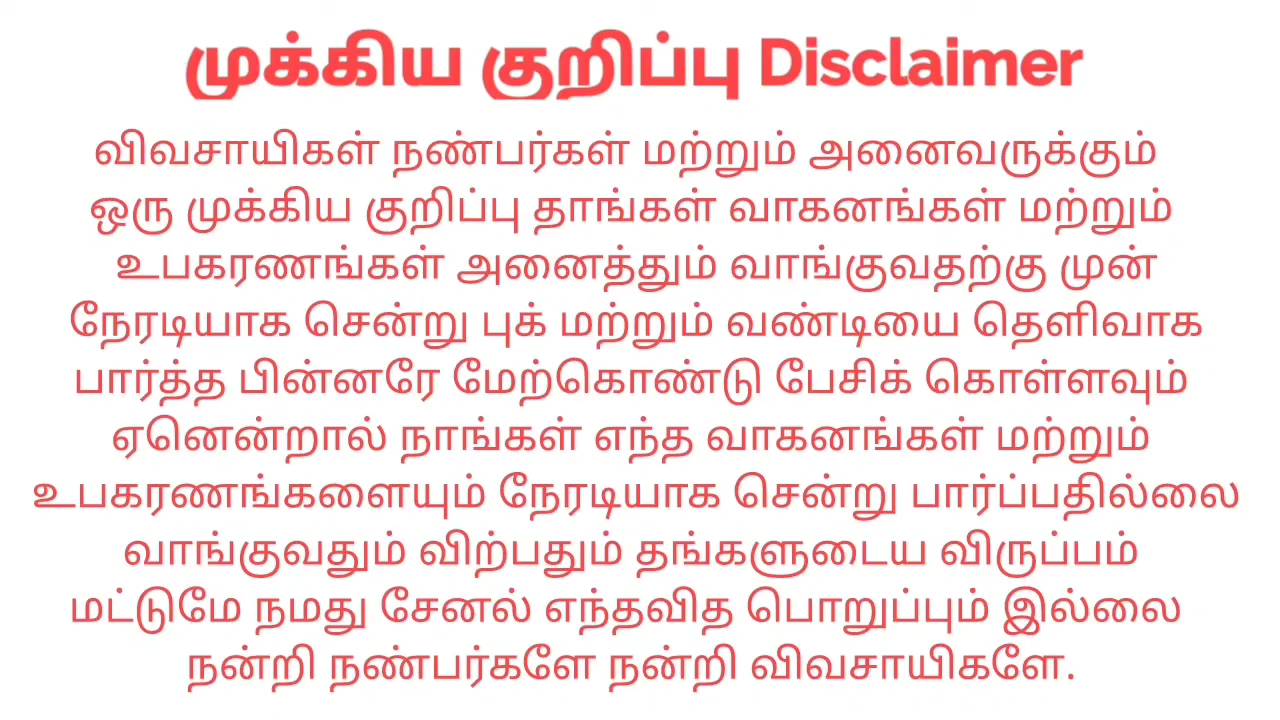 முக்கிய குறிப்பு Disclaimer
விவசாயிகள் நண்பர்கள் மற்றும் அனைவருக்கும்
ஒரு முக்கிய குறிப்பு தாங்கள் வாகனங்கள் மற்றும்
உபகரணங்கள் அனைத்தும் வாங்குவதற்கு முன்
நேரடியாக சென்று புக் மற்றும் வண்டியை தெளிவாக
பார்த்த பின்னரே மேற்கொண்டு பேசிக் கொள்ளவும்
ஏனென்றால் நாங்கள் எந்த வாகனங்கள் மற்றும்
உபகரணங்களையும் நேரடியாக சென்று பார்ப்பதில்லை
வாங்குவதும் விற்பதும் தங்களுடைய விருப்பம்
மட்டுமே நமது சேனல் எந்தவித பொறுப்பும் இல்லை
நன்றி நண்பர்களே நன்றி விவசாயிகளே.